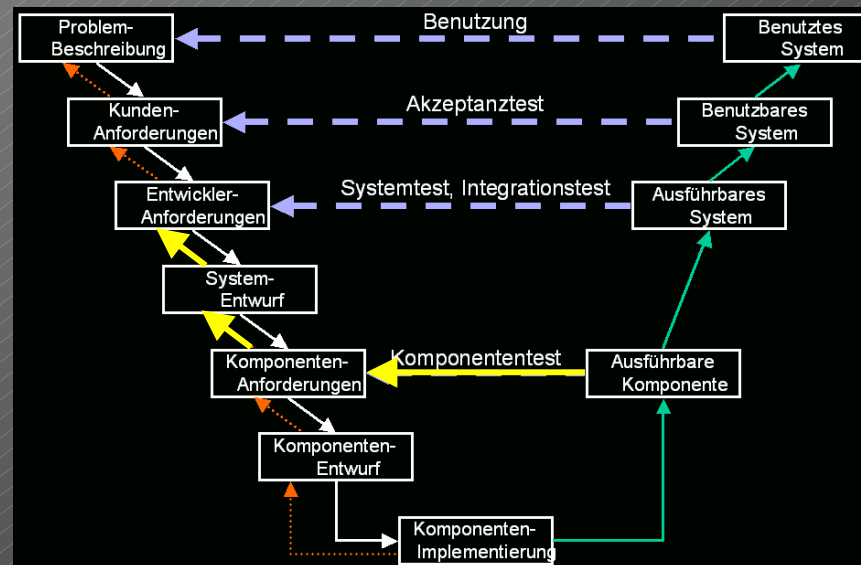 Problem-
Beschreibung
Benutzung
Benutztes
System
Kunden-
Anforderungen
Akzeptanztest
Benutzbares
System
Entwickler-
Anforderungen
Systemtest, Integrationstest
Ausführbares
System
System-
Entwurf
Komponenten-
Anforderungen
Komponententest
Ausführbare
Komponente
Komponenten-
Entwurf
Komponenten-
Implementierung